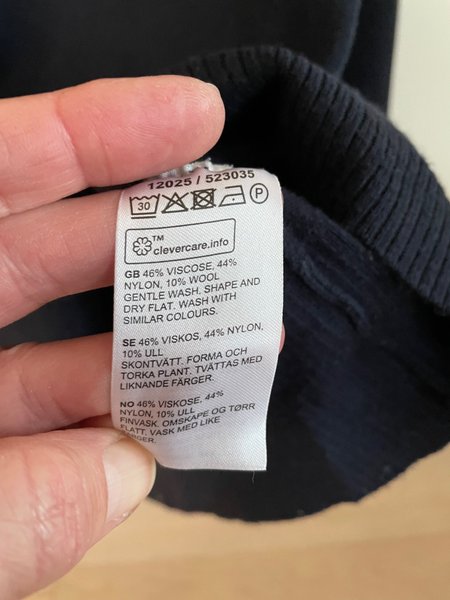 12025 / 523035
30 P
TM
clevercare.info
GB 46% VISCOSE, 44%
NYLON, 10% WOOL
GENTLE WASH. SHAPE AND
DRY FLAT. WASH WITH
SIMILAR COLOURS.
SE 46% VISKOS, 44% NYLON,
10% ULL
SKONTVÄTT. FORMA OCH
TORKA PLANT. TVÄTTAS MED
LIKNANDE FÄRGER.
NO 46% VISKOSE, 44%
NYLON, 10% ULL
FINVASK. OMSKAPE OG TØRR
FLATT. VASK MED LIKE
FARGER.